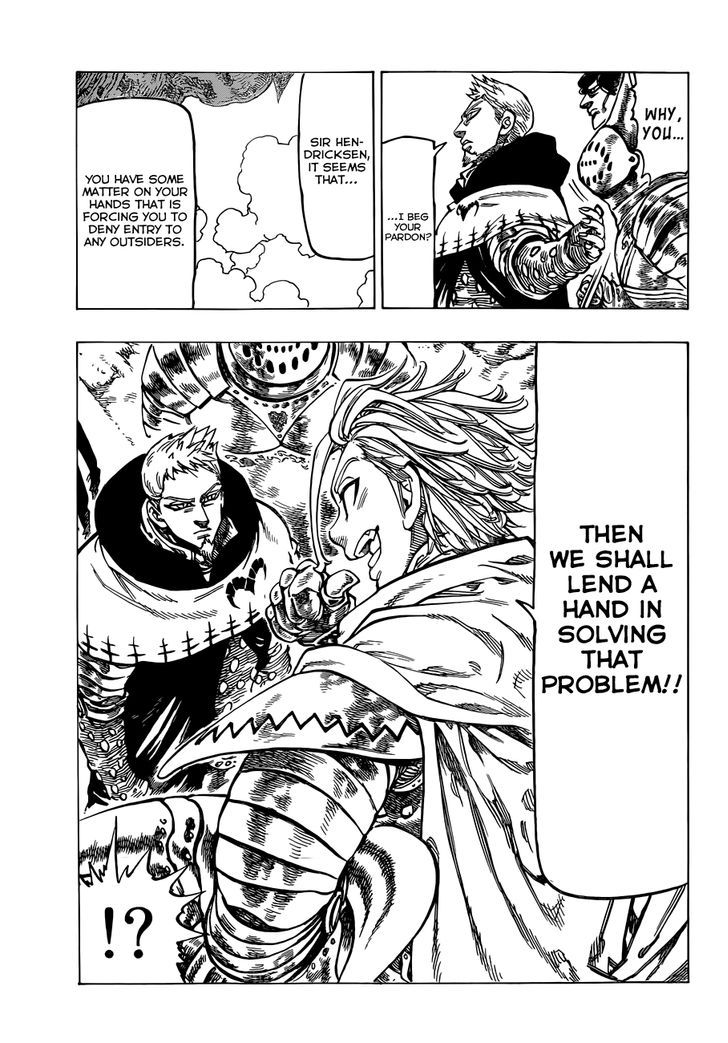 WHY,
YOU...
...I BEG
YOUR
PARDON?
SIR HEN-
DRICKSEN,
IT SEEMS
THAT...
YOU HAVE SOME
MATTER ON YOUR
HANDS THAT IS
FORCING YOU TO
DENY ENTRY TO
ANY OUTSIDERS.
THEN
WE SHALL
LEND A
HAND IN
SOLVING
THAT
PROBLEM!!
!?